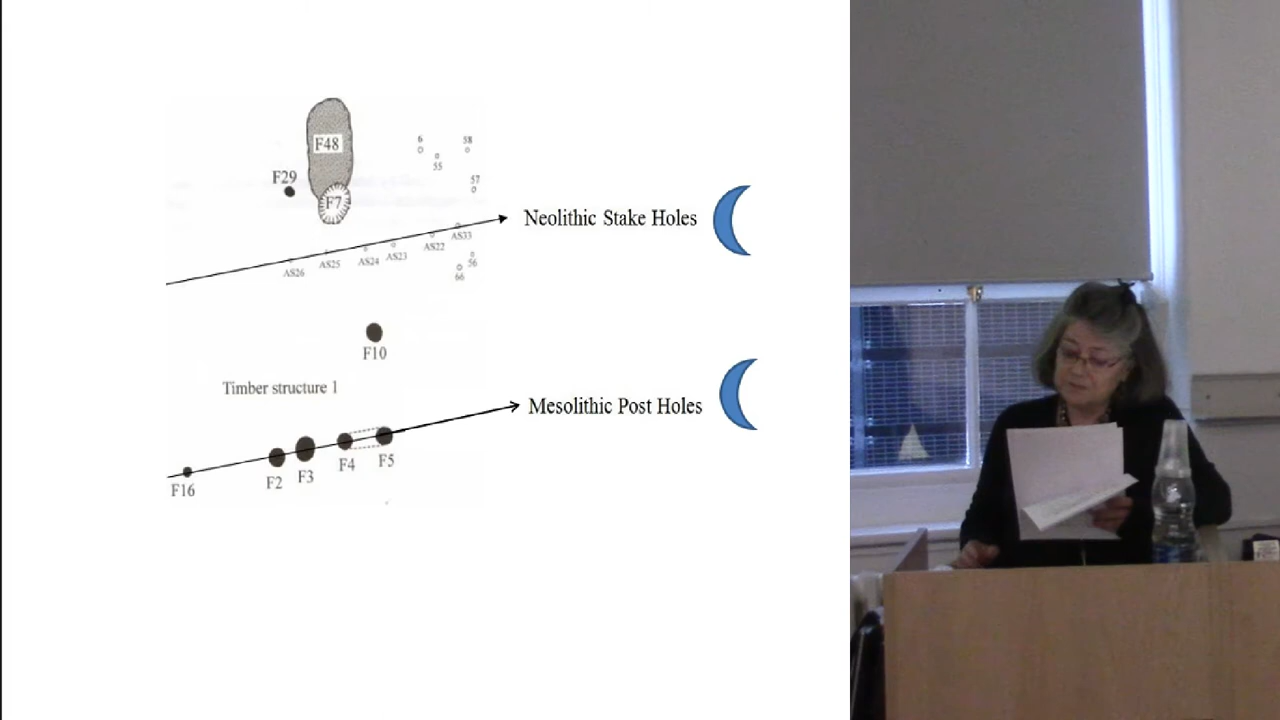 F48
6
58
55
F29
57
F7
Neolithic Stake Holes
AS33
AS22
AS23
AS24
AS25
AS26
56
66
F10
Timber structure 1
Mesolithic Post Holes
F5
F4
F3
F2
F16